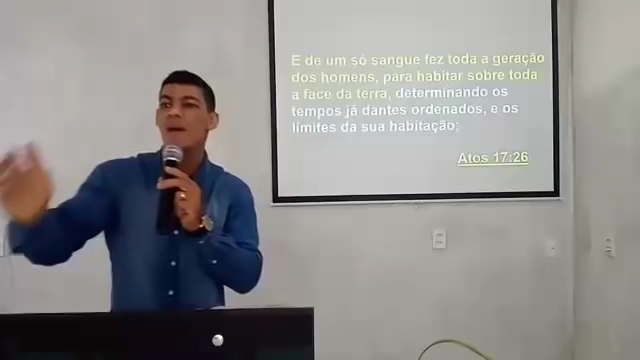 E de um só sangue fez toda a geração
dos homens, para habitar sobre toda
a face da terra, determinando os
tempos já dantes ordenados, e os
limites da sua habitação;
Atos 17:26